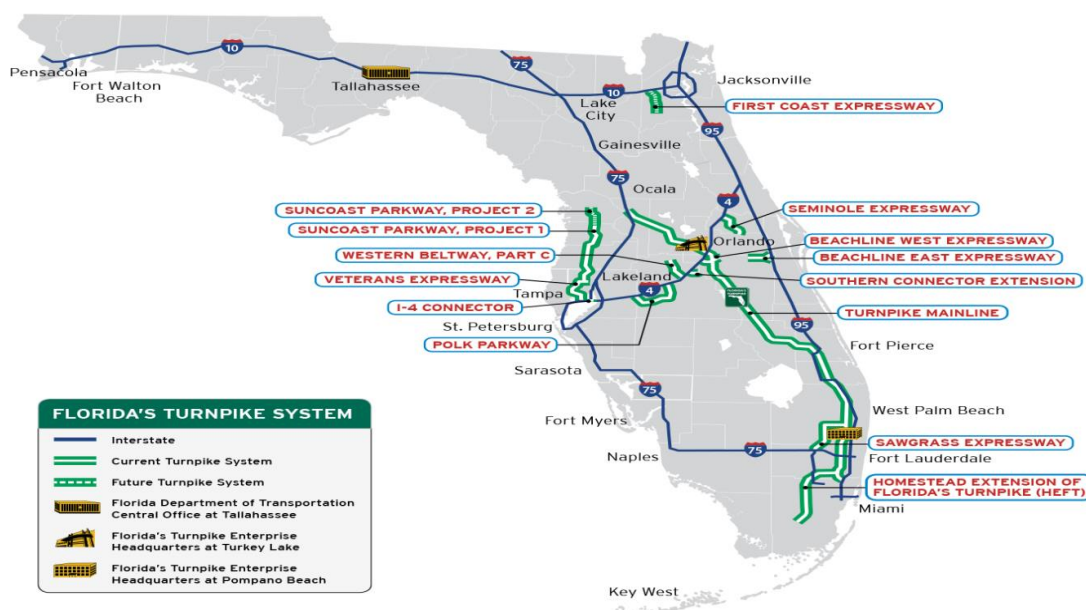 10
Pensacola
Fort Walton
Beach
Tallahassee
75
10
Lake
City
Jacksonville
FIRST COAST EXPRESSWAY
95
Gainesville
75
Ocala
4
SUNCOAST PARKWAY, PROJECT 2
SUNCOAST PARKWAY, PROJECT 1
WESTERN BELTWAY, PART C
VETERANS EXPRESSWAY
I-4 CONNECTOR
POLK PARKWAY
SEMINOLE EXPRESSWAY
Orlando
BEACHLINE WEST EXPRESSWAY
BEACHLINE EAST EXPRESSWAY
SOUTHERN CONNECTOR EXTENSION
TURNPIKE MAINLINE
Lakeland
Tampa
4
St. Petersburg
95
Fort Pierce
Sarasota
75
Fort Myers
West Palm Beach
SAWGRASS EXPRESSWAY
Naples
75
Fort Lauderdale
HOMESTEAD EXTENSION OF
FLORIDA'S TURNPIKE (HEFT)
Miami
Key West
FLORIDA'S TURNPIKE SYSTEM
Interstate
Current Turnpike System
Future Turnpike System
Florida Department of Transportation
Central Office at Tallahassee
Florida's Turnpike Enterprise
Headquarters at Turkey Lake
Florida's Turnpike Enterprise
Headquarters at Pompano Beach